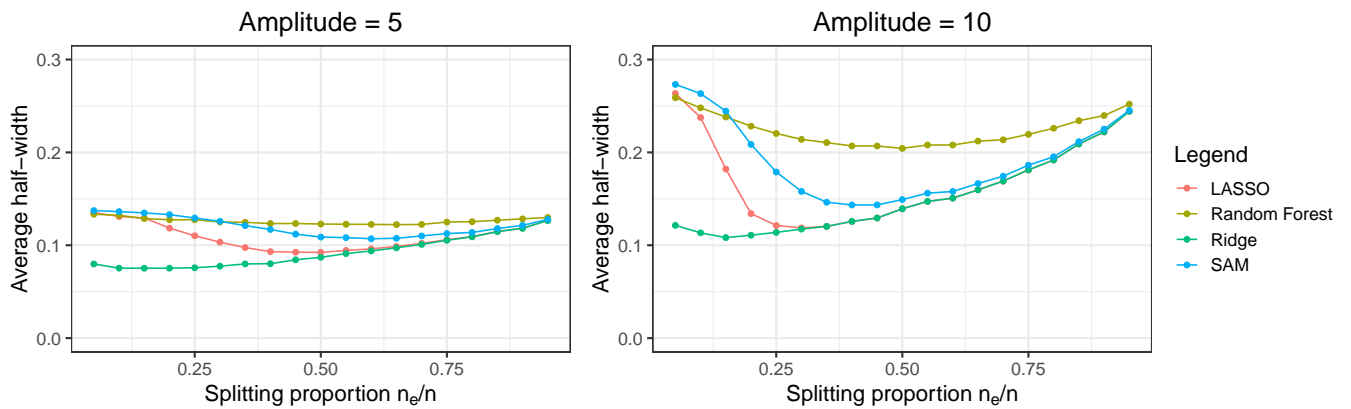 Amplitude = 5
Average half−width
0.3
0.2
0.1
0.0
0.25
0.50
0.75
Splitting proportion nₑ/n
Amplitude = 10
Average half−width
0.3
0.2
0.1
0.0
0.25
0.50
0.75
Splitting proportion nₑ/n
Legend
LASSO
Random Forest
Ridge
SAM